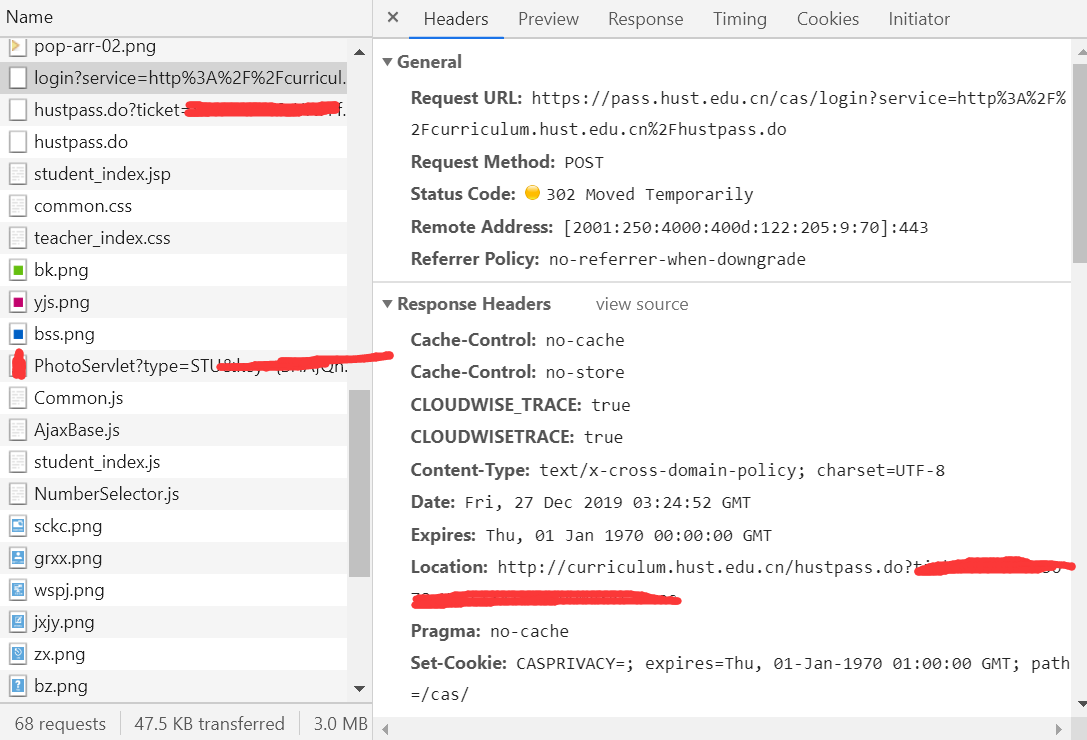 Name
pop-arr-02.png
login?service=http%3A%2F%2Fcurricul.
hustpass.do?ticket=
hustpass.do
student_index.jsp
common.css
teacher_index.css
bk.png
yjs.png
bss.png
PhotoServlet?type=STU
Common.js
AjaxBase.js
student_index.js
NumberSelector.js
sckc.png
grxx.png
wspj.png
jxjy.png
zx.png
bz.png
68 requests 47.5 KB transferred 3.0 MB
× Headers Preview Response Timing Cookies Initiator
▼ General
Request URL: https://pass.hust.edu.cn/cas/login?service=http%3A%2F%
2Fcurriculum.hust.edu.cn%2Fhustpass.do
Request Method: POST
Status Code: 302 Moved Temporarily
Remote Address: [2001:250:4000:400d:122:205:9:70]:443
Referrer Policy: no-referrer-when-downgrade
▼ Response Headers view source
Cache-Control: no-cache
Cache-Control: no-store
CLOUDWISE_TRACE: true
CLOUDWISETRACE: true
Content-Type: text/x-cross-domain-policy; charset=UTF-8
Date: Fri, 27 Dec 2019 03:24:52 GMT
Expires: Thu, 01 Jan 1970 00:00:00 GMT
Location: http://curriculum.hust.edu.cn/hustpass.do?
Pragma: no-cache
Set-Cookie: CASPRIVACY=; expires=Thu, 01-Jan-1970 01:00:00 GMT; path
=/cas/